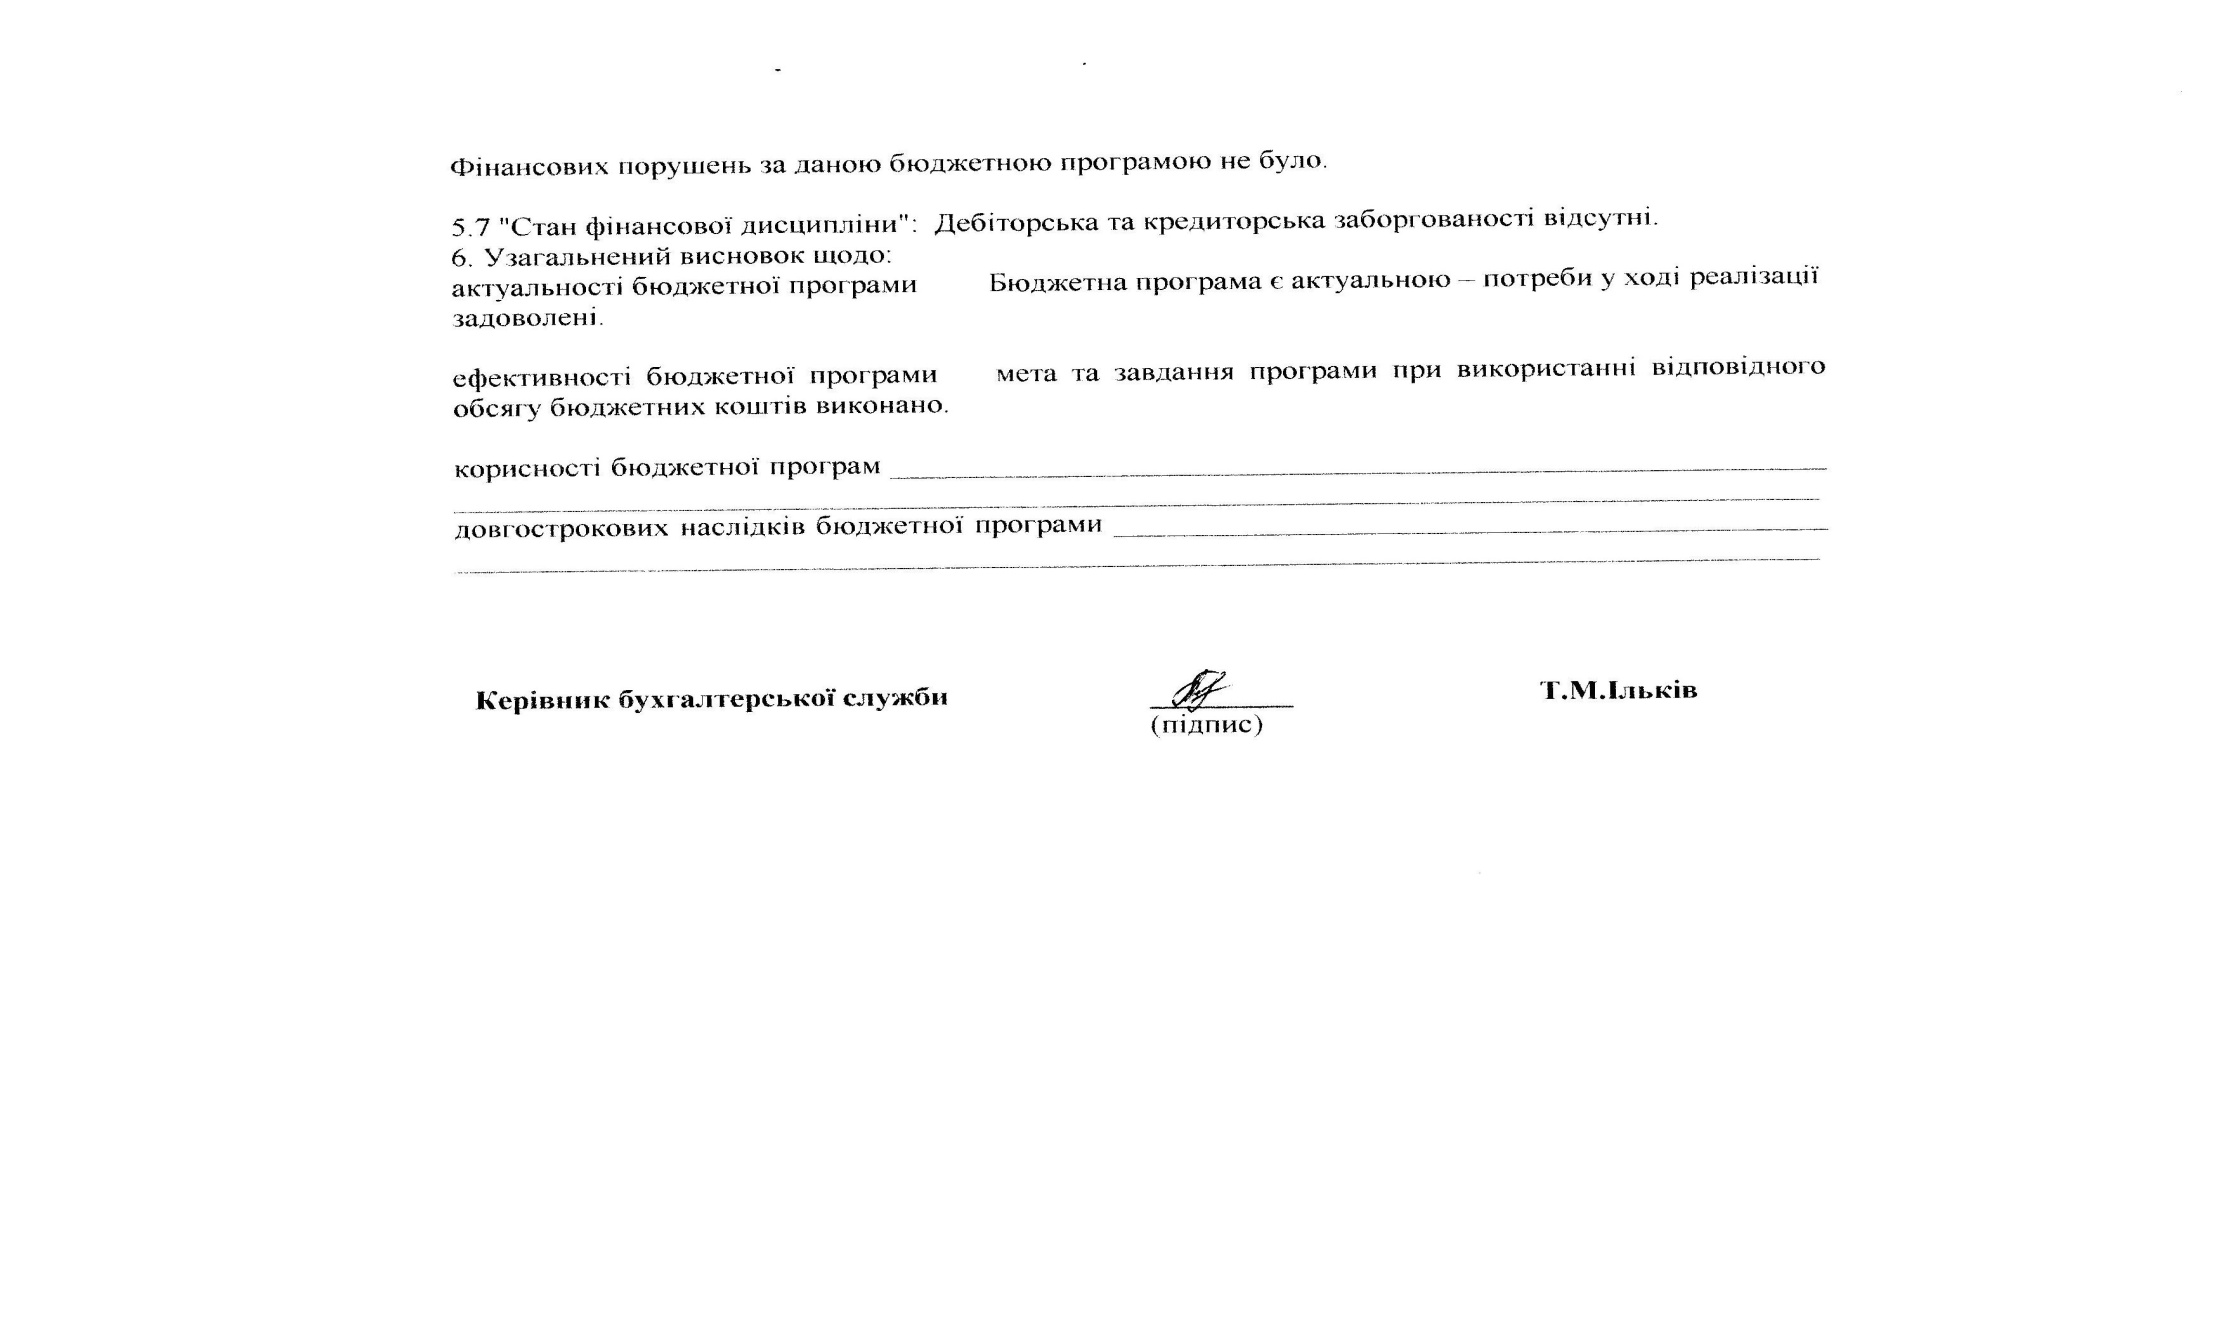 Фінансових порушень за даною бюджетною програмою не було.
5.7 "Стан фінансової дисципліни": Дебіторська та кредиторська заборгованості відсутні.
6. Узагальнений висновок щодо:
актуальності бюджетної програми Бюджетна програма є актуальною – потреби у ході реалізації
задоволені.
ефективності бюджетної програми мета та завдання програми при використанні відповідного
обсягу бюджетних коштів виконано.
корисності бюджетної програм
довгострокових наслідків бюджетної програми
Керівник бухгалтерської служби Т.М.Ільків
(підпис)